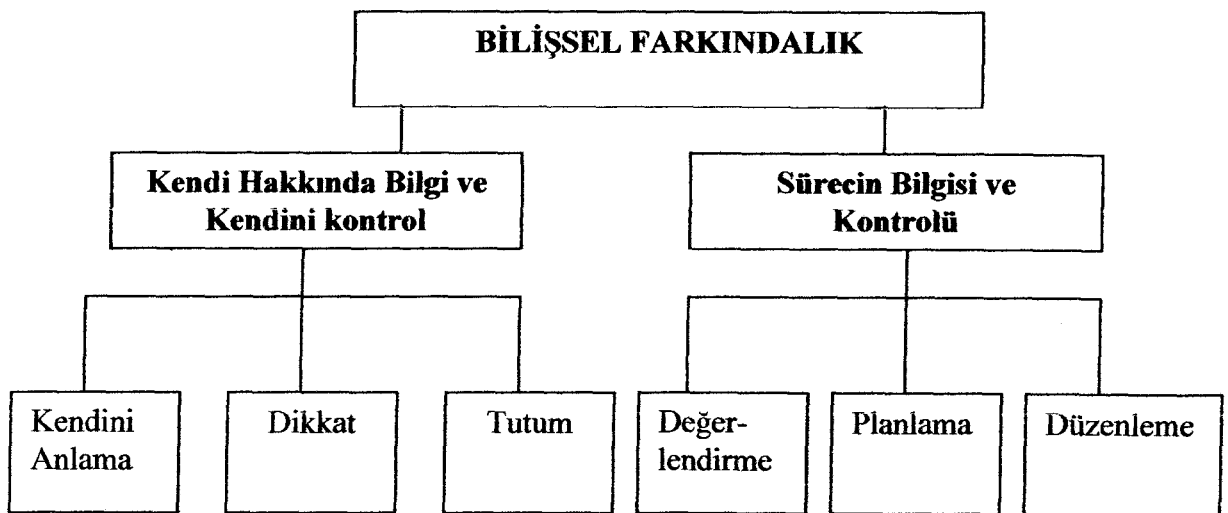 BİLİŞSEL FARKINDALIK
Kendi Hakkında Bilgi ve
Kendini kontrol
Sürecin Bilgisi ve
Kontrolü
Kendini
Anlama
Dikkat
Tutum
Değer-
lendirme
Planlama
Düzenleme